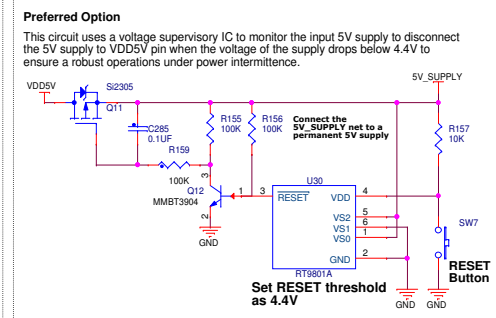 Preferred Option
This circuit uses a voltage supervisory IC to monitor the input 5V supply to disconnect
the 5V supply to VDD5V pin when the voltage of the supply drops below 4.4V to
ensure a robust operations under power intermittence.
VDD5V
Si2305
5V_SUPPLY
Q11
C285
0.1UF
R155
100K
R156
100K
Connect the
5V_SUPPLY net to a
permanent 5V supply
R157
10K
R159
100K
U30
3
Q12
1
3
RESET
VDD
4
MMBT3904
2
VS2
5
VS1
6
VS0
1
SW7
GND
GND
2
RT9801A
RESET
Button
Set RESET threshold
as 4.4V
GND
GND